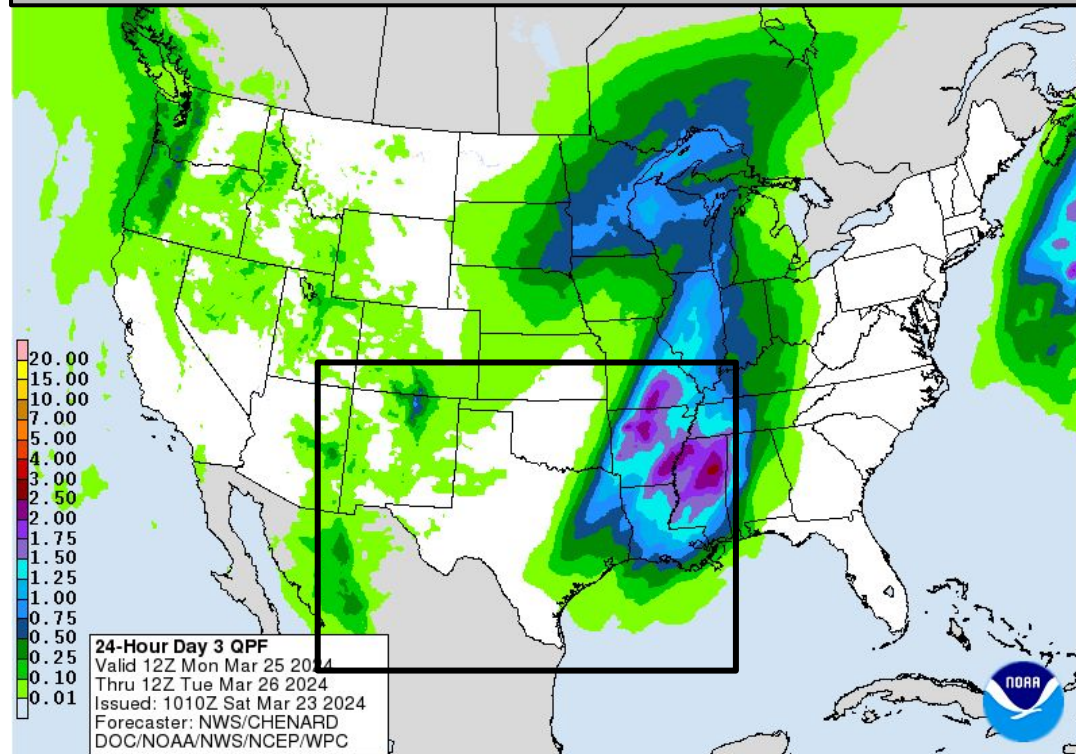 20.00
15.00
10.00
7.00
5.00
4.00
3.00
2.50
2.00
1.75
1.50
1.25
1.00
0.75
0.50
0.25
0.10
0.01
24-Hour Day 3 QPF
Valid 12Z Mon Mar 25 2024
Thru 12Z Tue Mar 26 2024
Issued: 1010Z Sat Mar 23 2024
Forecaster: NWS/CHENARD
DOC/NOAA/NWS/NCEP/WPC
NOAA